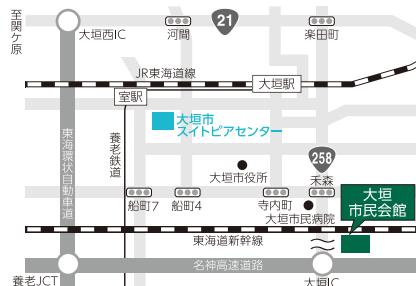 至関ケ原
大垣西IC
河間
21
楽田町
JR東海道線
大垣駅
室駅
大垣市
スイトピアセンター
東海環状自動車道
養老鉄道
大垣市役所
258
禾森
船町7
船町4
寺内町
大垣市民病院
大垣
市民会館
東海道新幹線
名神高速道路
養老JCT
大垣IC